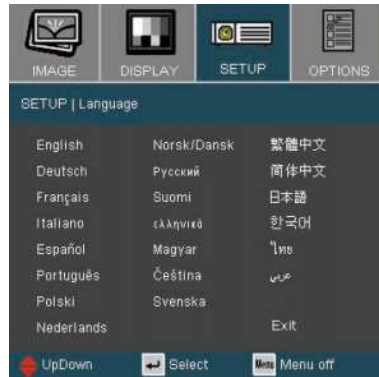 IMAGE DISPLAY SETUP OPTIONS
SETUP | Language
English Norsk/Dansk 繁體中文
Deutsch Русский 简体中文
Français Suomi 日本語
Italiano ελληνικά 한국어
Español Magyar ไทย
Português Čeština عربي
Polski Svenska
Nederlands Exit
UpDown Select Menu Menu off